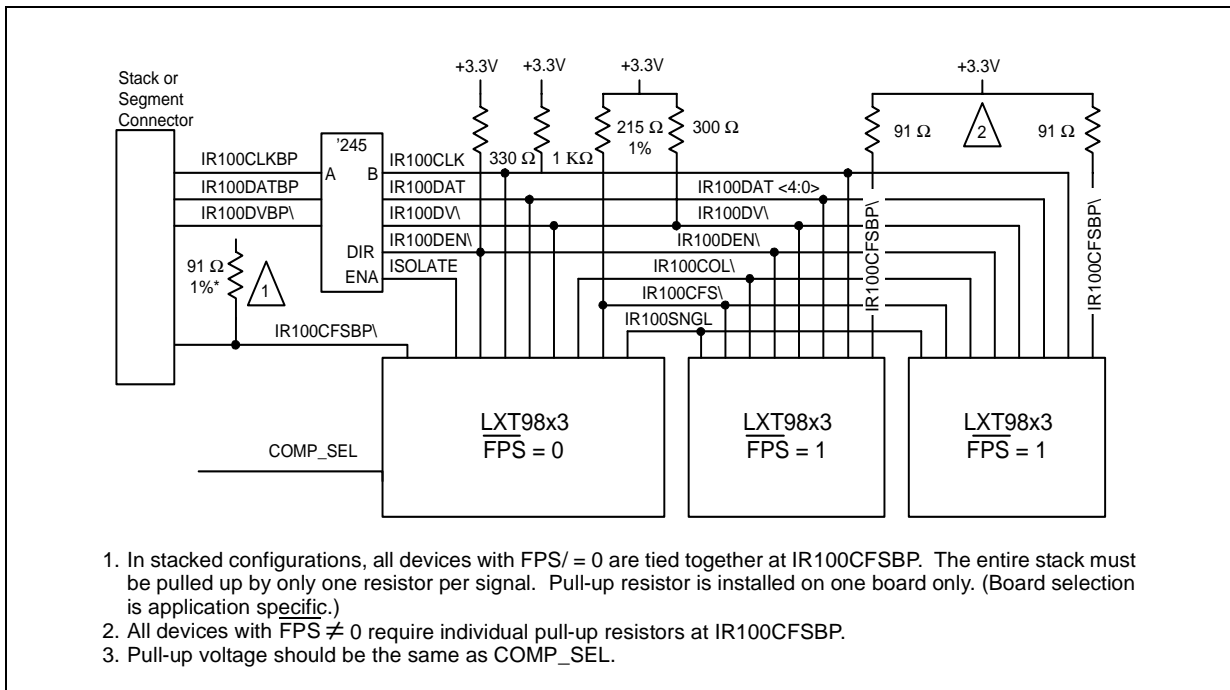 +3.3V +3.3V +3.3V +3.3V
Stack or
Segment
Connector
330 Ω
1 KΩ
215 Ω
1%
300 Ω
91 Ω
2
91 Ω
'245
A B
DIR
ENA
IR100CLKBP
IR100DATBP
IR100DVBP\
IR100CLK
IR100DAT
IR100DV\
IR100DEN\
ISOLATE
IR100DAT <4:0>
IR100DV\
IR100DEN\
IR100COL\
IR100CFS\
IR100SNGL
IR100CFSBP\
IR100CFSBP\
91 Ω
1%*
1
IR100CFSBP\
COMP_SEL
LXT98x3
FPS = 0
LXT98x3
FPS = 1
LXT98x3
FPS = 1
1. In stacked configurations, all devices with FPS/ = 0 are tied together at IR100CFSBP. The entire stack must
be pulled up by only one resistor per signal. Pull-up resistor is installed on one board only. (Board selection
is application specific.)
2. All devices with FPS ≠ 0 require individual pull-up resistors at IR100CFSBP.
3. Pull-up voltage should be the same as COMP_SEL.